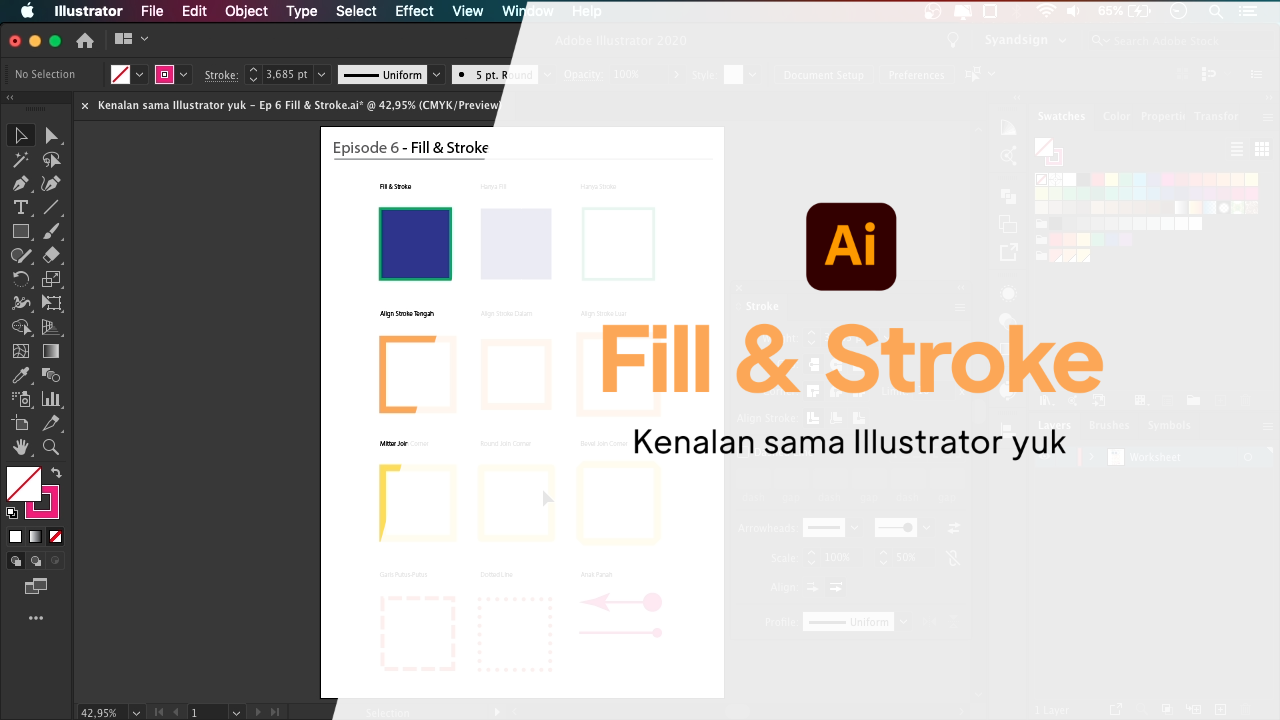 Illustrator File Edit Object Type Select Effect View Window Help 65%
Adobe Illustrator 2020 Syandsign Search Adobe Stock
No Selection Stroke: 3,685 pt Uniform 5 pt. Round Opacity: 100% Style Document Setup Preferences
Kenalan sama Illustrator yuk – Ep 6 Fill & Stroke.ai* @ 42,95% (CMYK/Preview)
Swatches Color Properti Transfor
Episode 6 - Fill & Stroke
Fill & Stroke Hanya Fill Hanya Stroke
Ai
Stroke
Align Stroke Tengah Align Stroke Dalam Align Stroke Luar
Fill & Stroke
Align Stroke:
Layers Brushes Symbols
Mitter Join Corner Round Join Corner Bevel Join Corner
Kenalan sama Illustrator yuk
Worksheet
Arrowheads:
Scale: 100% 50%
Garis Putus-Putus Dotted Line Anak Panah
Align:
Profile: Uniform
42,95% 1 Selection 1 Layer